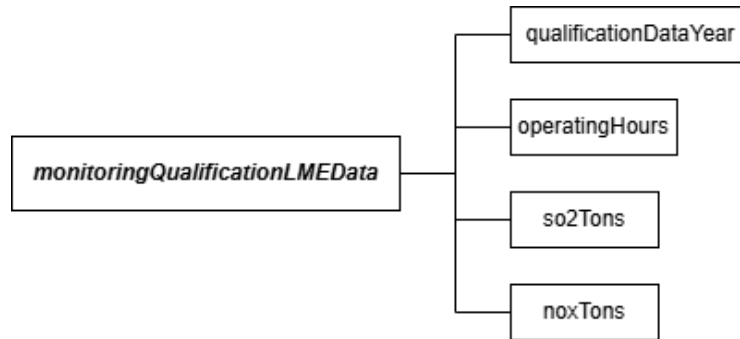 qualificationDataYear
operatingHours
monitoringQualificationLMEData
so2Tons
noxTons